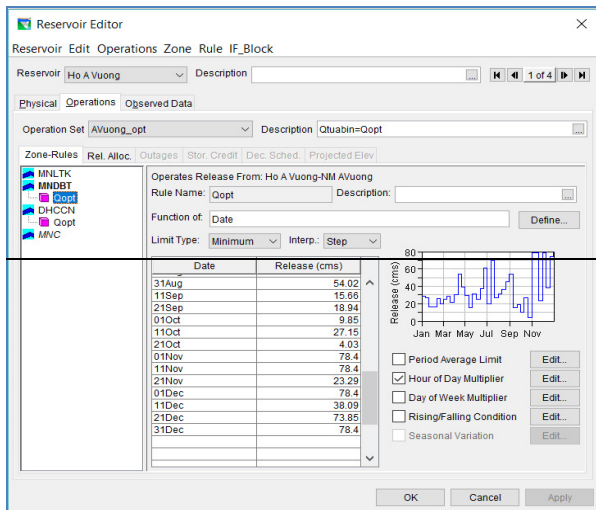 Reservoir Editor
Reservoir Edit Operations Zone Rule IF_Block
Reservoir Ho A Vuong Description ... 1 of 4
Physical Operations Observed Data
Operation Set AVuong_opt Description Qtuabin=Qopt ...
Zone-Rules Rel. Alloc. Outages Stor. Credit Dec. Sched. Projected Elev
MNLTK
MNDBT
Qopt
DHCCN
Qopt
MNC
Operates Release From: Ho A Vuong-NM AVuong
Rule Name: Qopt Description: ...
Function of: Date Define...
Limit Type: Minimum Interp.: Step
Date Release (cms)
31Aug 54.02
11Sep 15.66
21Sep 18.94
01Oct 9.85
11Oct 27.15
21Oct 4.03
01Nov 78.4
11Nov 78.4
21Nov 23.29
01Dec 78.4
11Dec 38.09
21Dec 73.85
31Dec 78.4
Release (cms)
80
60
40
20
0
Jan Mar May Jul Sep Nov
Period Average Limit Edit...
Hour of Day Multiplier Edit...
Day of Week Multiplier Edit...
Rising/Falling Condition Edit...
Seasonal Variation Edit...
OK Cancel Apply